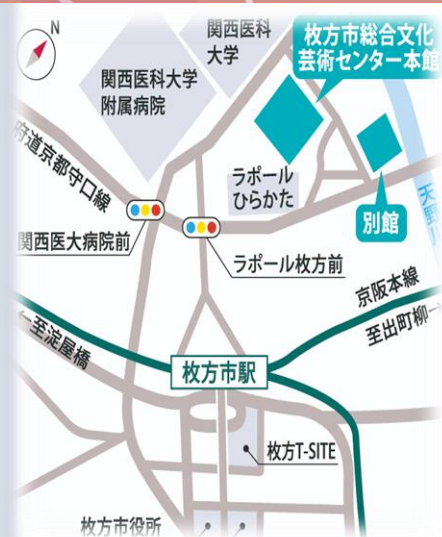 N
関西医科
大学
枚方市総合文化
芸術センター本館
関西医科大学
附属病院
府道京都守口線
ラポール
ひらかた
別館
天野川
関西医大病院前
ラポール枚方前
京阪本線
至出町柳→
←至淀屋橋
枚方市駅
枚方T-SITE
枚方市役所